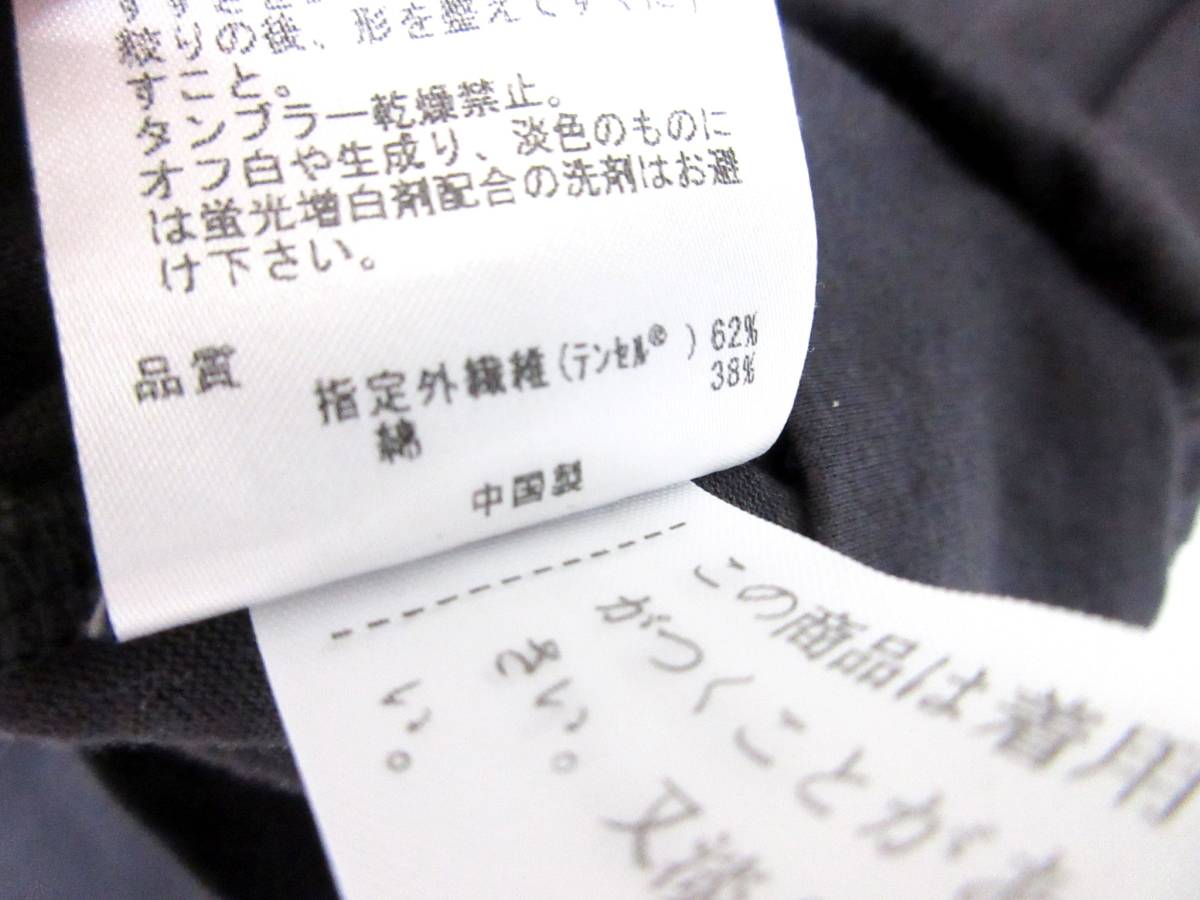 絞りの後、形を整えてすぐに
すこと。
タンブラー乾燥禁止。
オフ白や生成り、淡色のものに
は蛍光増白剤配合の洗剤はお避
け下さい。
品質 指定外繊維(テンセル® ) 62%
綿 38%
中国製
この商品は着用
がつくことがあ
さい。 又
い。